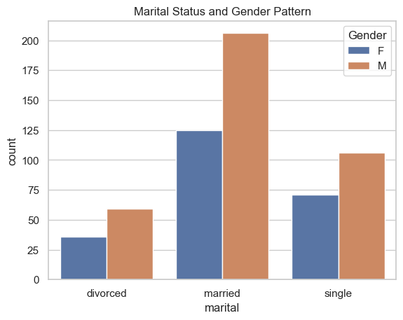 Marital Status and Gender Pattern
Gender
F
M
200
175
150
125
100
75
50
25
0
count
divorced married single
marital